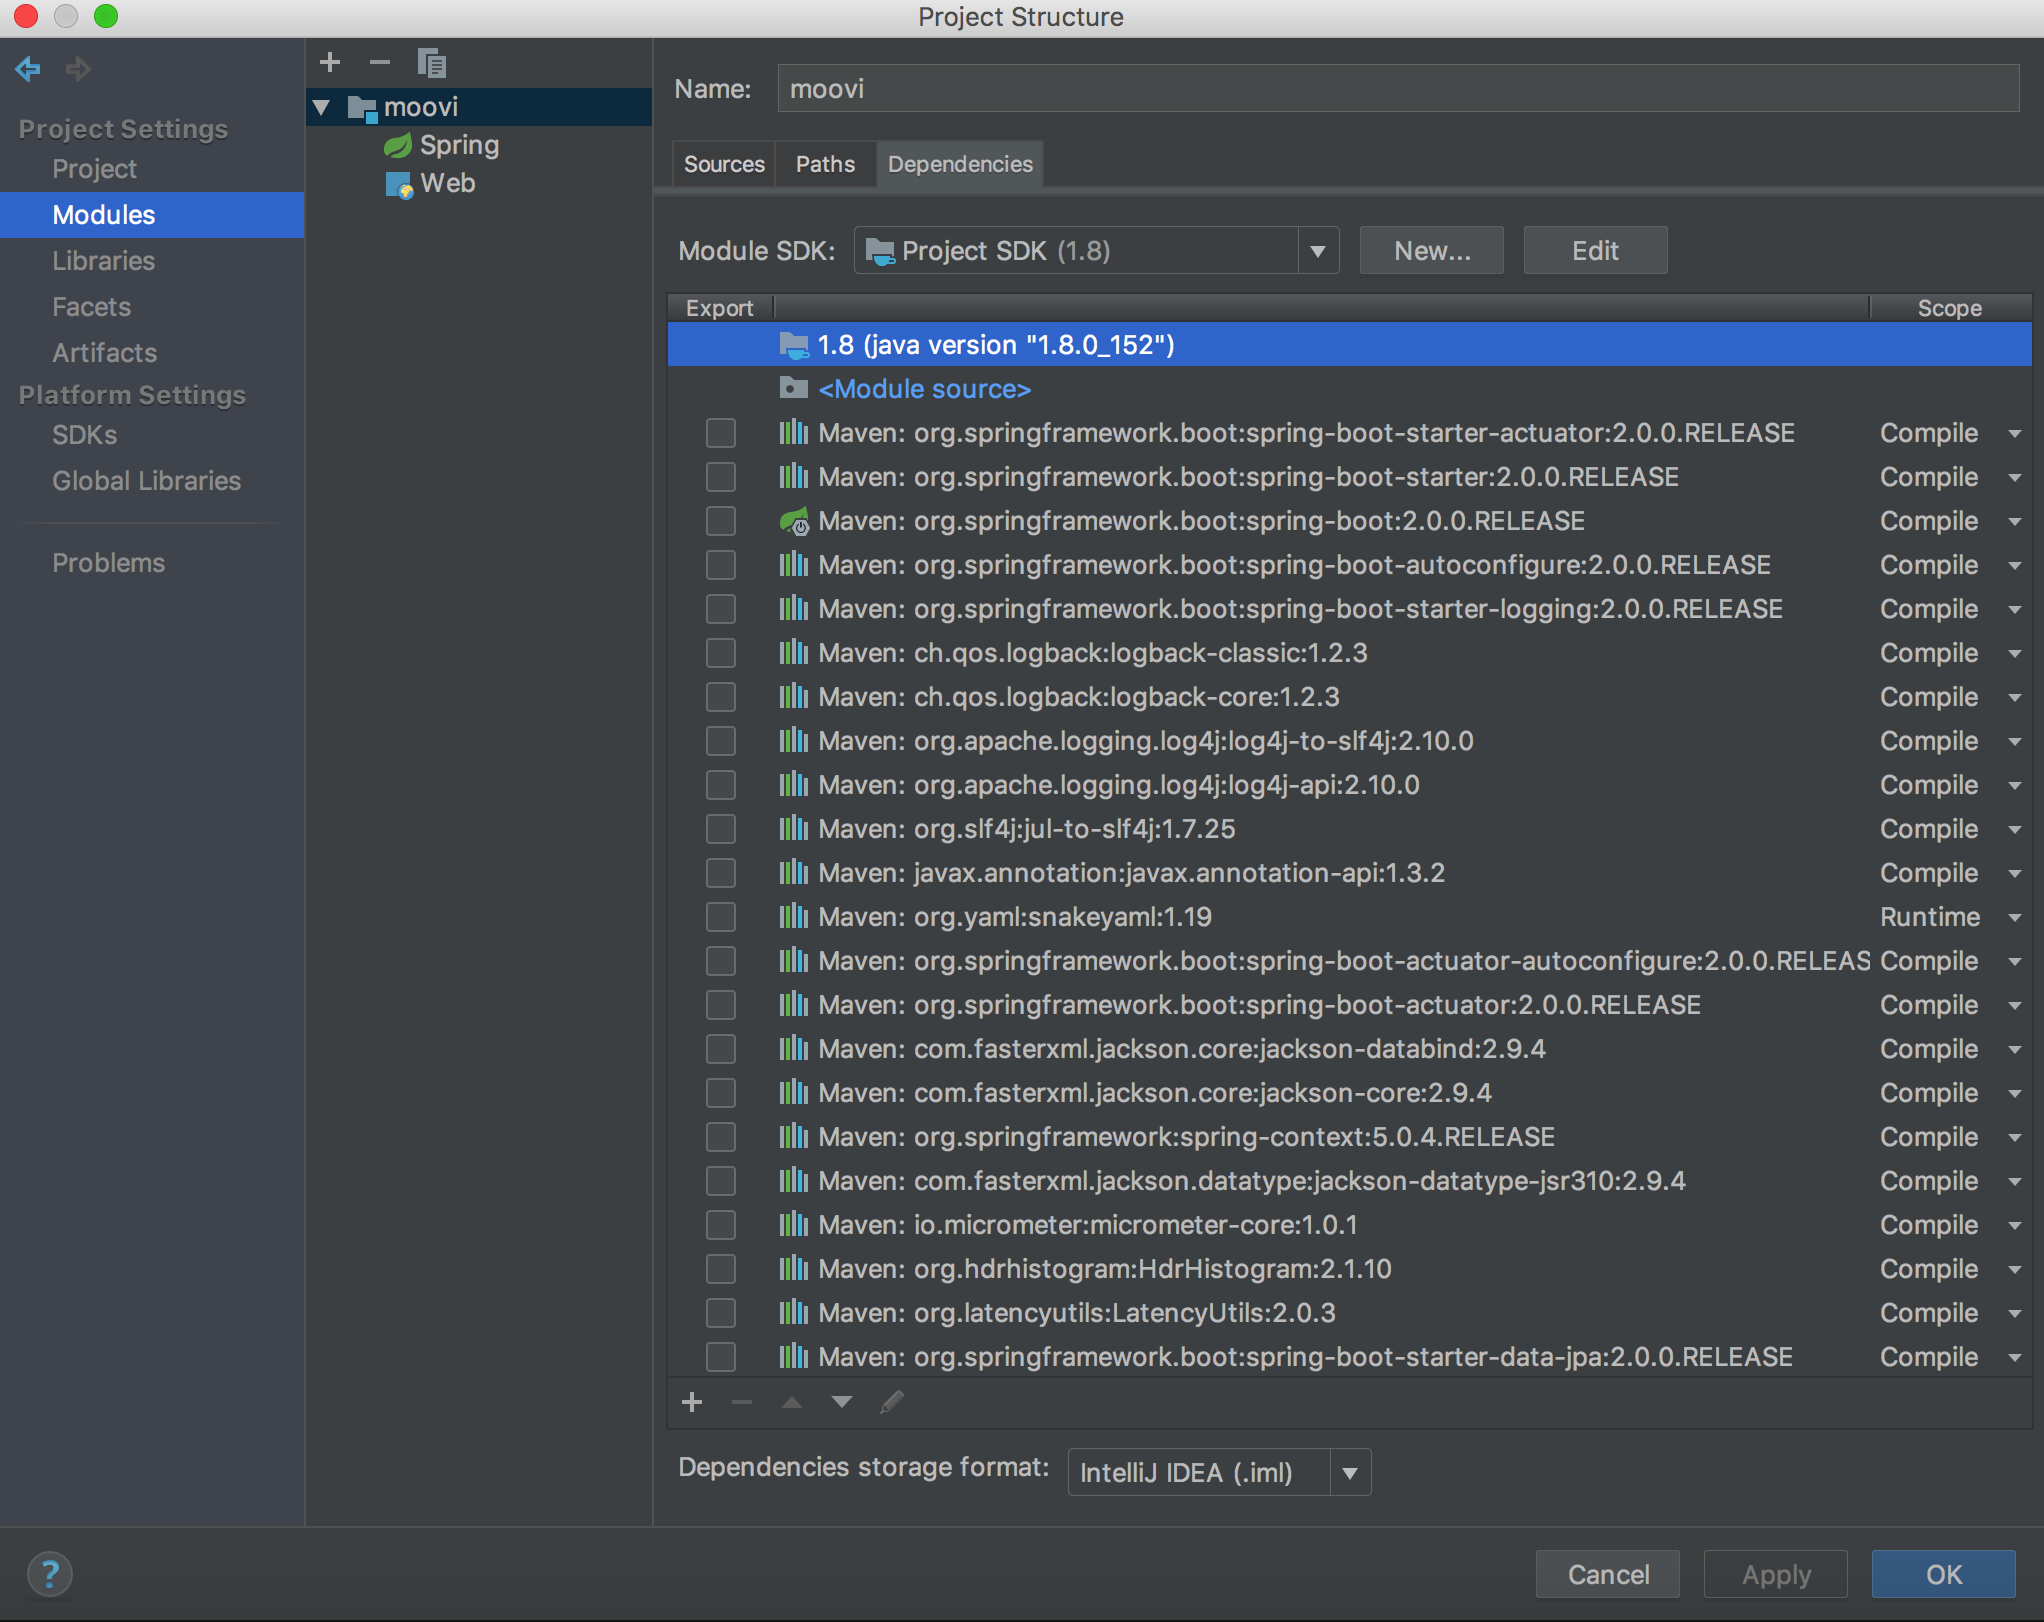 Project Structure
Project Settings
Project
Modules
Libraries
Facets
Artifacts
Platform Settings
SDKs
Global Libraries
Problems
moovi
Spring
Web
Name: moovi
Sources Paths Dependencies
Module SDK: Project SDK (1.8) New... Edit
Export Scope
1.8 (java version "1.8.0_152")
<Module source>
Maven: org.springframework.boot:spring-boot-starter-actuator:2.0.0.RELEASE Compile
Maven: org.springframework.boot:spring-boot-starter:2.0.0.RELEASE Compile
Maven: org.springframework.boot:spring-boot:2.0.0.RELEASE Compile
Maven: org.springframework.boot:spring-boot-autoconfigure:2.0.0.RELEASE Compile
Maven: org.springframework.boot:spring-boot-starter-logging:2.0.0.RELEASE Compile
Maven: ch.qos.logback:logback-classic:1.2.3 Compile
Maven: ch.qos.logback:logback-core:1.2.3 Compile
Maven: org.apache.logging.log4j:log4j-to-slf4j:2.10.0 Compile
Maven: org.apache.logging.log4j:log4j-api:2.10.0 Compile
Maven: org.slf4j:jul-to-slf4j:1.7.25 Compile
Maven: javax.annotation:javax.annotation-api:1.3.2 Compile
Maven: org.yaml:snakeyaml:1.19 Runtime
Maven: org.springframework.boot:spring-boot-actuator-autoconfigure:2.0.0.RELEAS Compile
Maven: org.springframework.boot:spring-boot-actuator:2.0.0.RELEASE Compile
Maven: com.fasterxml.jackson.core:jackson-databind:2.9.4 Compile
Maven: com.fasterxml.jackson.core:jackson-core:2.9.4 Compile
Maven: org.springframework:spring-context:5.0.4.RELEASE Compile
Maven: com.fasterxml.jackson.datatype:jackson-datatype-jsr310:2.9.4 Compile
Maven: io.micrometer:micrometer-core:1.0.1 Compile
Maven: org.hdrhistogram:HdrHistogram:2.1.10 Compile
Maven: org.latencyutils:LatencyUtils:2.0.3 Compile
Maven: org.springframework.boot:spring-boot-starter-data-jpa:2.0.0.RELEASE Compile
Dependencies storage format: IntelliJ IDEA (.iml)
? Cancel Apply OK